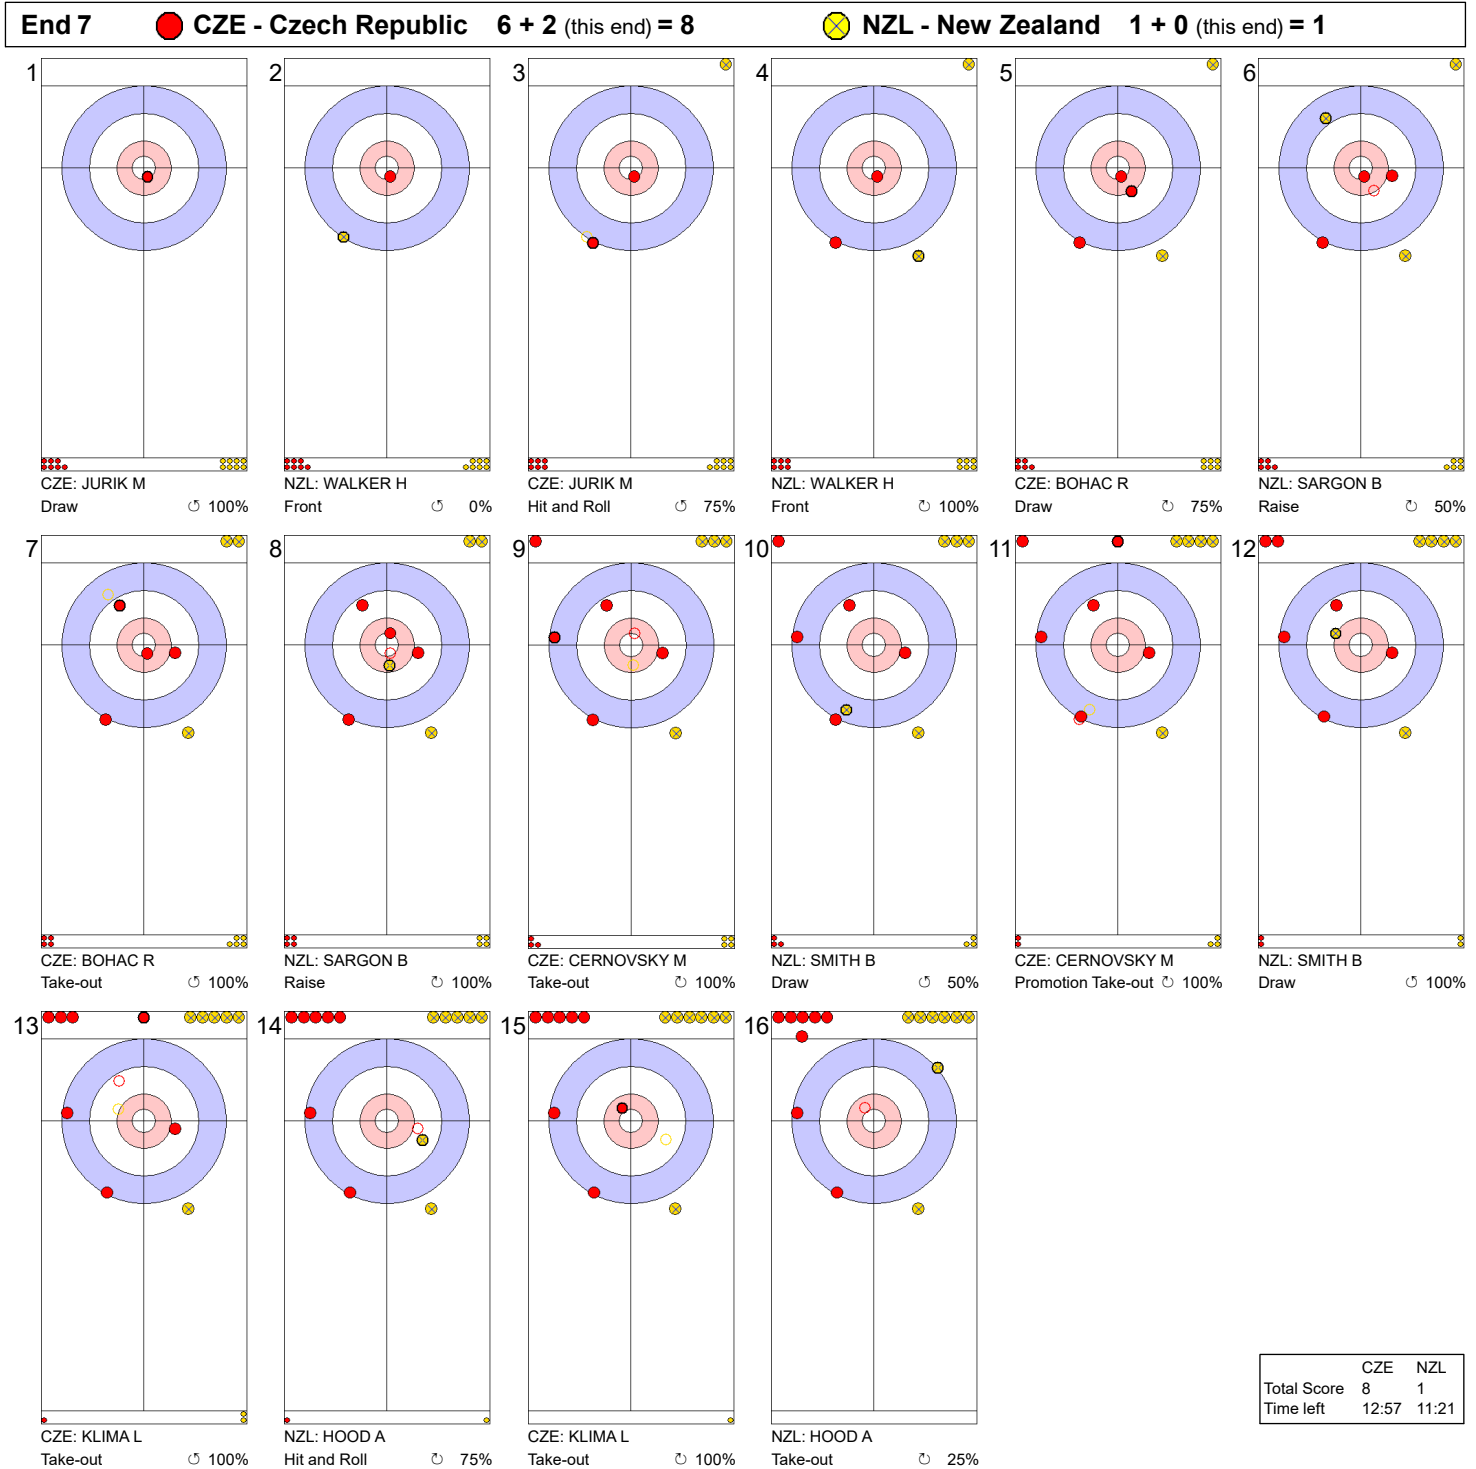 End 7 CZE - Czech Republic 6 + 2 (this end) = 8 NZL - New Zealand 1 + 0 (this end) = 1
1 2 3 4 5 6
CZE: JURIK M NZL: WALKER H CZE: JURIK M NZL: WALKER H CZE: BOHAC R NZL: SARGON B
Draw ↺ 100% Front ↺ 0% Hit and Roll ↺ 75% Front ↺ 100% Draw ↻ 75% Raise ↻ 50%
7 8 9 10 11 12
CZE: BOHAC R NZL: SARGON B CZE: CERNOVSKY M NZL: SMITH B CZE: CERNOVSKY M NZL: SMITH B
Take-out ↺ 100% Raise ↺ 100% Take-out ↻ 100% Draw ↺ 50% Promotion Take-out ↻ 100% Draw ↻ 100%
13 14 15 16
CZE: KLIMA L NZL: HOOD A CZE: KLIMA L NZL: HOOD A
Take-out ↺ 100% Hit and Roll ↻ 75% Take-out ↻ 100% Take-out ↻ 25%
CZE NZL
Total Score 8 1
Time left 12:57 11:21